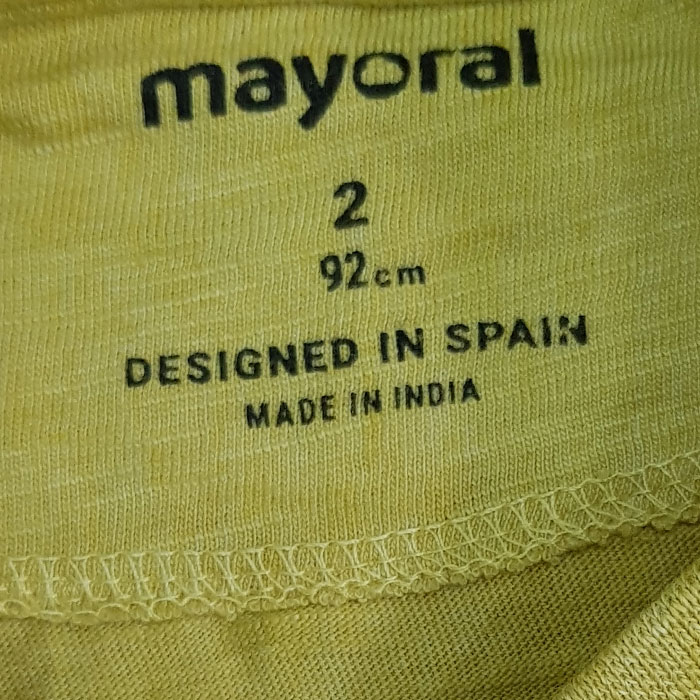 mayoral
2
92cm
DESIGNED IN SPAIN
MADE IN INDIA